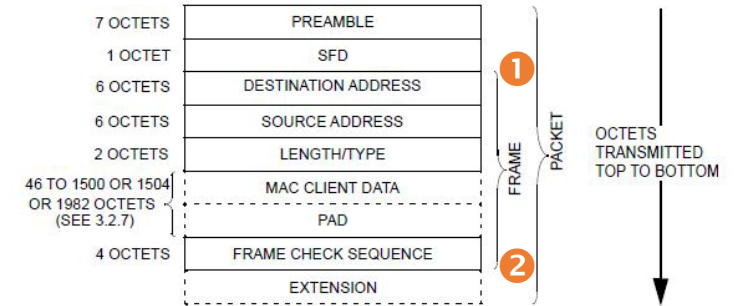 7 OCTETS PREAMBLE
1 OCTET SFD
1
6 OCTETS DESTINATION ADDRESS
6 OCTETS SOURCE ADDRESS
2 OCTETS LENGTH/TYPE
46 TO 1500 OR 1504
OR 1982 OCTETS
(SEE 3.2.7)
MAC CLIENT DATA
PAD
4 OCTETS FRAME CHECK SEQUENCE
2
EXTENSION
FRAME
PACKET
OCTETS
TRANSMITTED
TOP TO BOTTOM